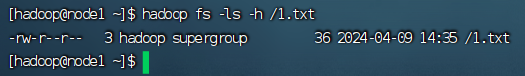 [hadoop@node1 ~]$ hadoop fs -ls -h /1.txt
-rw-r--r--   3 hadoop supergroup         36 2024-04-09 14:35 /1.txt
[hadoop@node1 ~]$